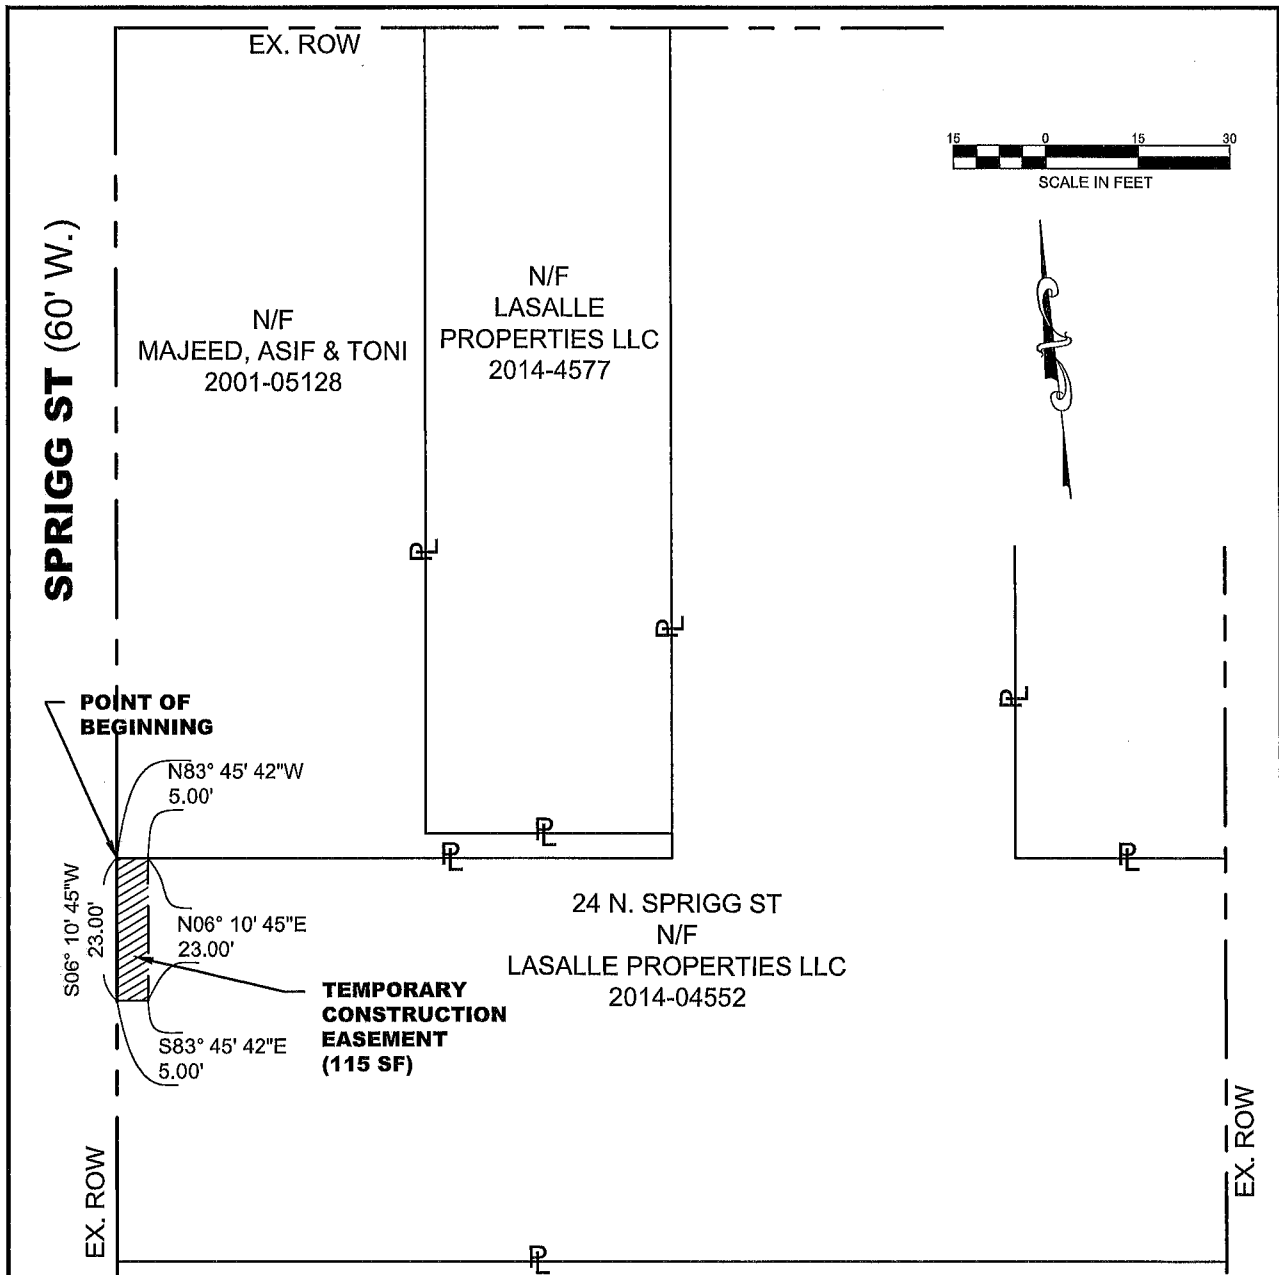 EX. ROW
15 0 15 30
SCALE IN FEET
SPRIGG ST (60' W.)
N/F
MAJEED, ASIF & TONI
2001-05128
N/F
LASALLE
PROPERTIES LLC
2014-4577
PL
PL
PL
POINT OF
BEGINNING
N83° 45' 42"W
5.00'
PL
PL
PL
S06° 10' 45"W
23.00'
N06° 10' 45"E
23.00'
24 N. SPRIGG ST
N/F
LASALLE PROPERTIES LLC
2014-04552
TEMPORARY
CONSTRUCTION
EASEMENT
(115 SF)
S83° 45' 42"E
5.00'
EX. ROW
EX. ROW
PL